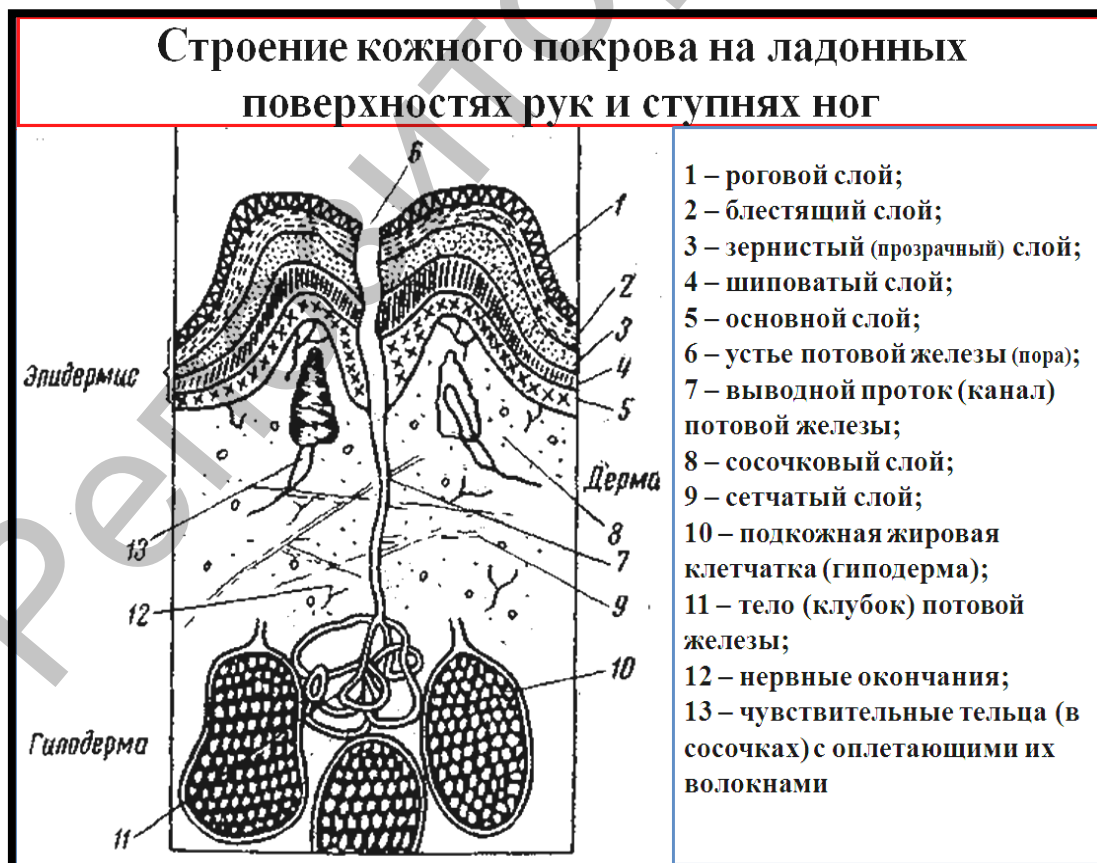 Строение кожного покрова на ладонных
поверхностях рук и ступнях ног
6
1
2
3
4
5
Эпидермис
Дерма
8
7
9
13
12
10
Гиподерма
11
1 – роговой слой;
2 – блестящий слой;
3 – зернистый (прозрачный) слой;
4 – шиповатый слой;
5 – основной слой;
6 – устье потовой железы (пора);
7 – выводной проток (канал)
потовой железы;
8 – сосочковый слой;
9 – сетчатый слой;
10 – подкожная жировая
клетчатка (гиподерма);
11 – тело (клубок) потовой
железы;
12 – нервные окончания;
13 – чувствительные тельца (в
сосочках) с оплетающими их
волокнами